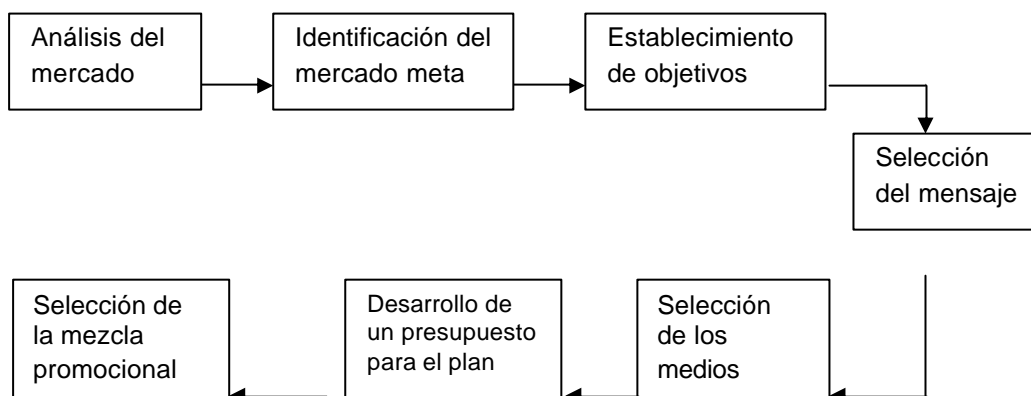 Análisis del
mercado
Identificación del
mercado meta
Establecimiento
de objetivos
Selección
del mensaje
Selección de
la mezcla
promocional
Desarrollo de
un presupuesto
para el plan
Selección
de los
medios